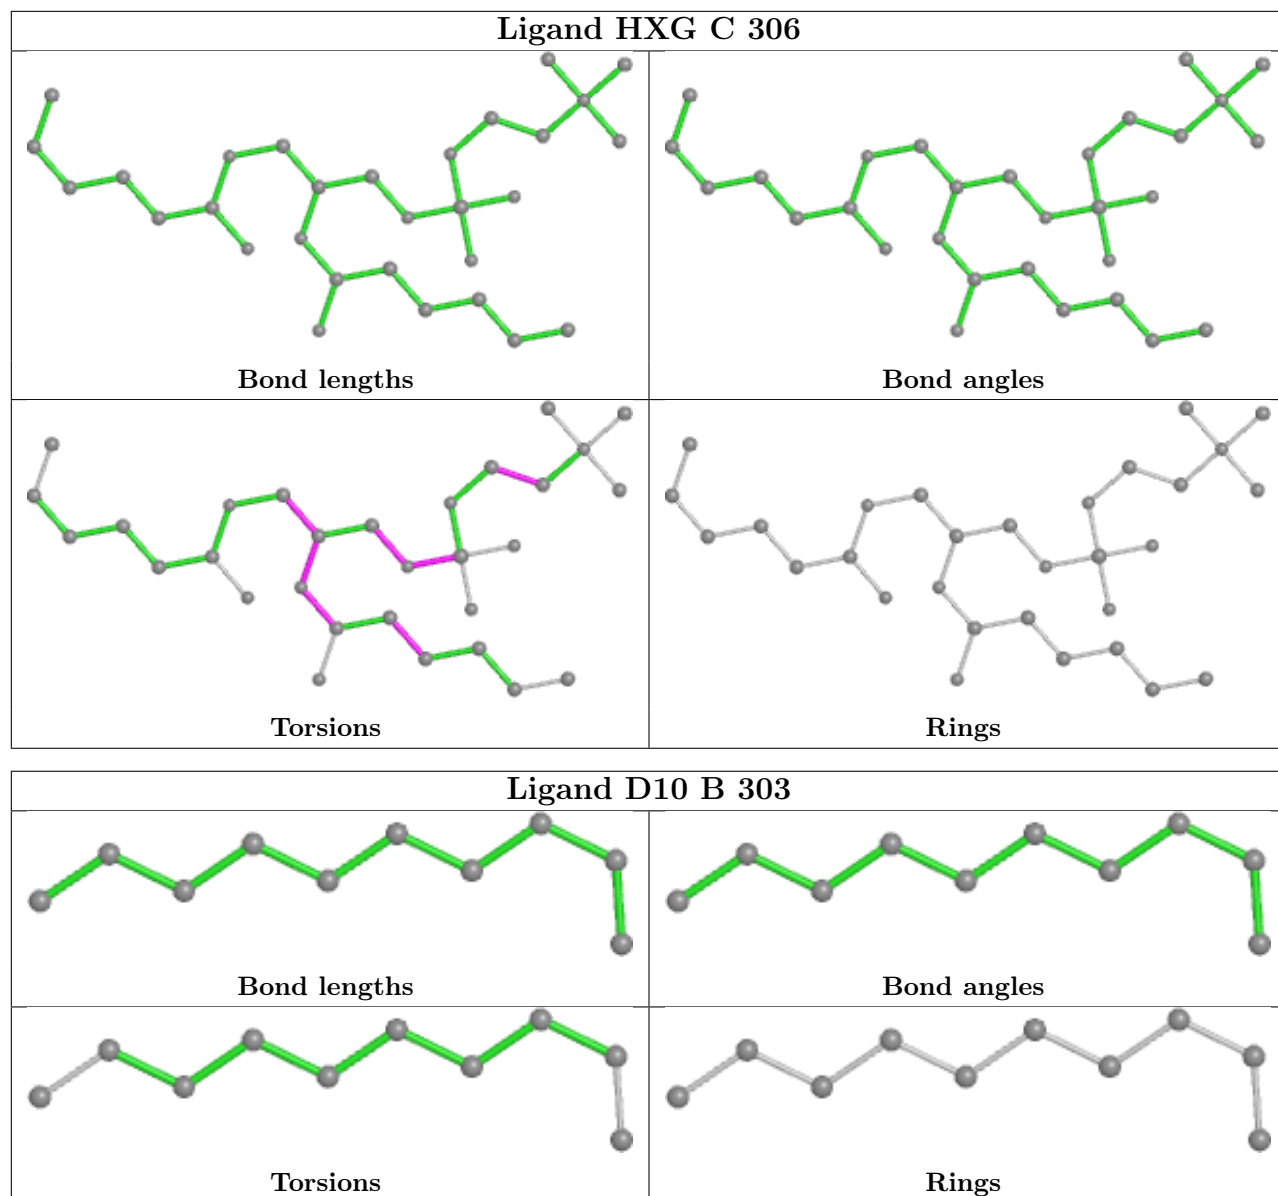 Ligand HXG C 306
Bond lengths
Bond angles
Torsions
Rings
Ligand D10 B 303
Bond lengths
Bond angles
Torsions
Rings